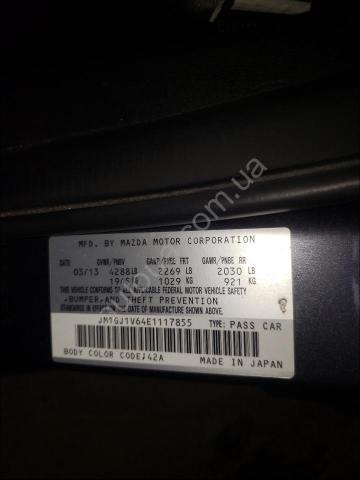 MFD. BY MAZDA MOTOR CORPORATION
GVWR/PNBV GAWR/PNBE FRT GAWR/PNBE RR
03/13 4288LB 2269 LB 2030 LB
1945KG 1029 KG 921 KG
THIS VEHICLE CONFORMS TO ALL APPLICABLE FEDERAL MOTOR VEHICLE SAFETY
,BUMPER,AND THEFT PREVENTION
STANDARDS IN EFFECT ON THE DATE OF MANUFACTURE SHOWN ABOVE.
JM1GJ1V64E1117855 TYPE: PASS CAR
BODY COLOR CODE;42A MADE IN JAPAN